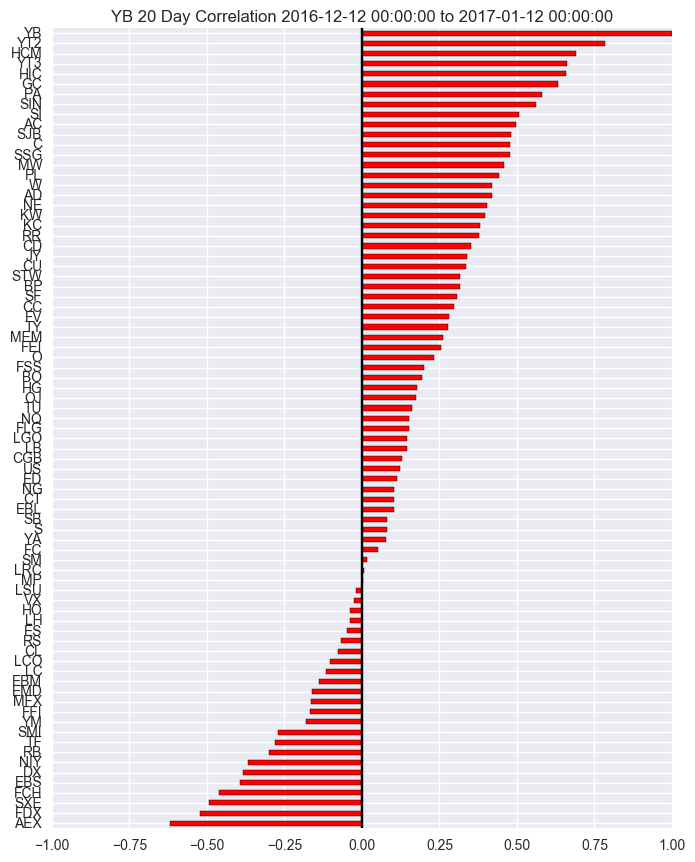 YB 20 Day Correlation 2016-12-12 00:00:00 to 2017-01-12 00:00:00
YB
YT2
HCM
YT3
HIC
GC
PA
SIN
SI
AC
SJB
C
SSG
MW
PL
W
AD
NE
KW
KC
RR
CD
JY
CU
STW
BP
SF
CC
FV
TY
MEM
FEI
O
FSS
BO
HG
OJ
TU
NQ
FLG
LGO
LB
CGB
US
ED
NG
CT
EBL
SB
S
YA
FC
SM
LRC
MP
LSU
VX
HO
LH
ES
RS
CL
LCO
LC
EBM
EMD
MFX
FFI
YM
SMI
TF
RB
NIY
DX
EBS
FCH
SXE
FDX
AEX
−1.00 −0.75 −0.50 −0.25 0.00 0.25 0.50 0.75 1.00